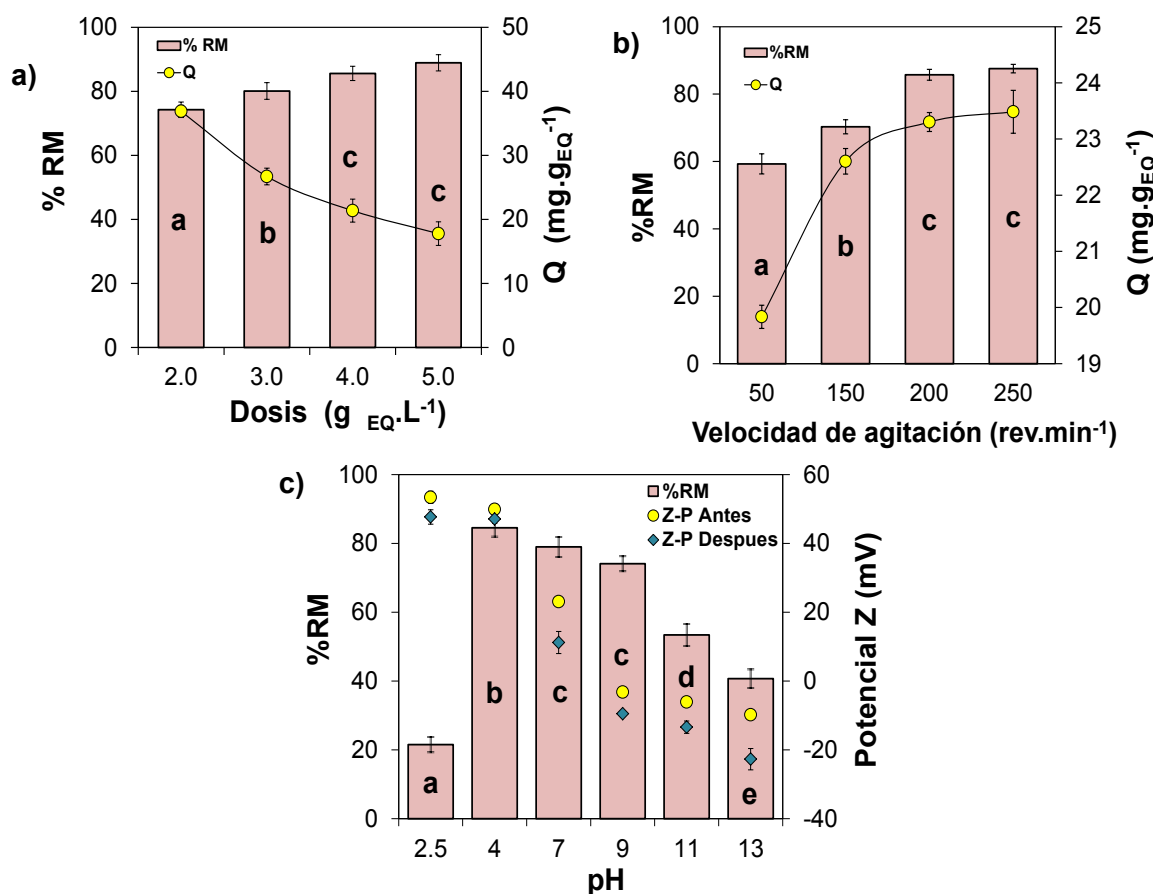 a)
% RM
Q
% RM
100
80
60
40
20
0
50
40
30
20
10
0
Q (mg.gEQ-1)
a
b
c
c
2.0 3.0 4.0 5.0
Dosis (g EQ.L-1)
b)
%RM
Q
%RM
100
80
60
40
20
0
25
24
23
22
21
20
19
Q (mg.gEQ-1)
a
b
c
c
50 150 200 250
Velocidad de agitación (rev.min-1)
c)
%RM
Z-P Antes
Z-P Despues
%RM
100
80
60
40
20
0
60
40
20
0
-20
-40
Potencial Z (mV)
a
b
c
c
d
e
2.5 4 7 9 11 13
pH